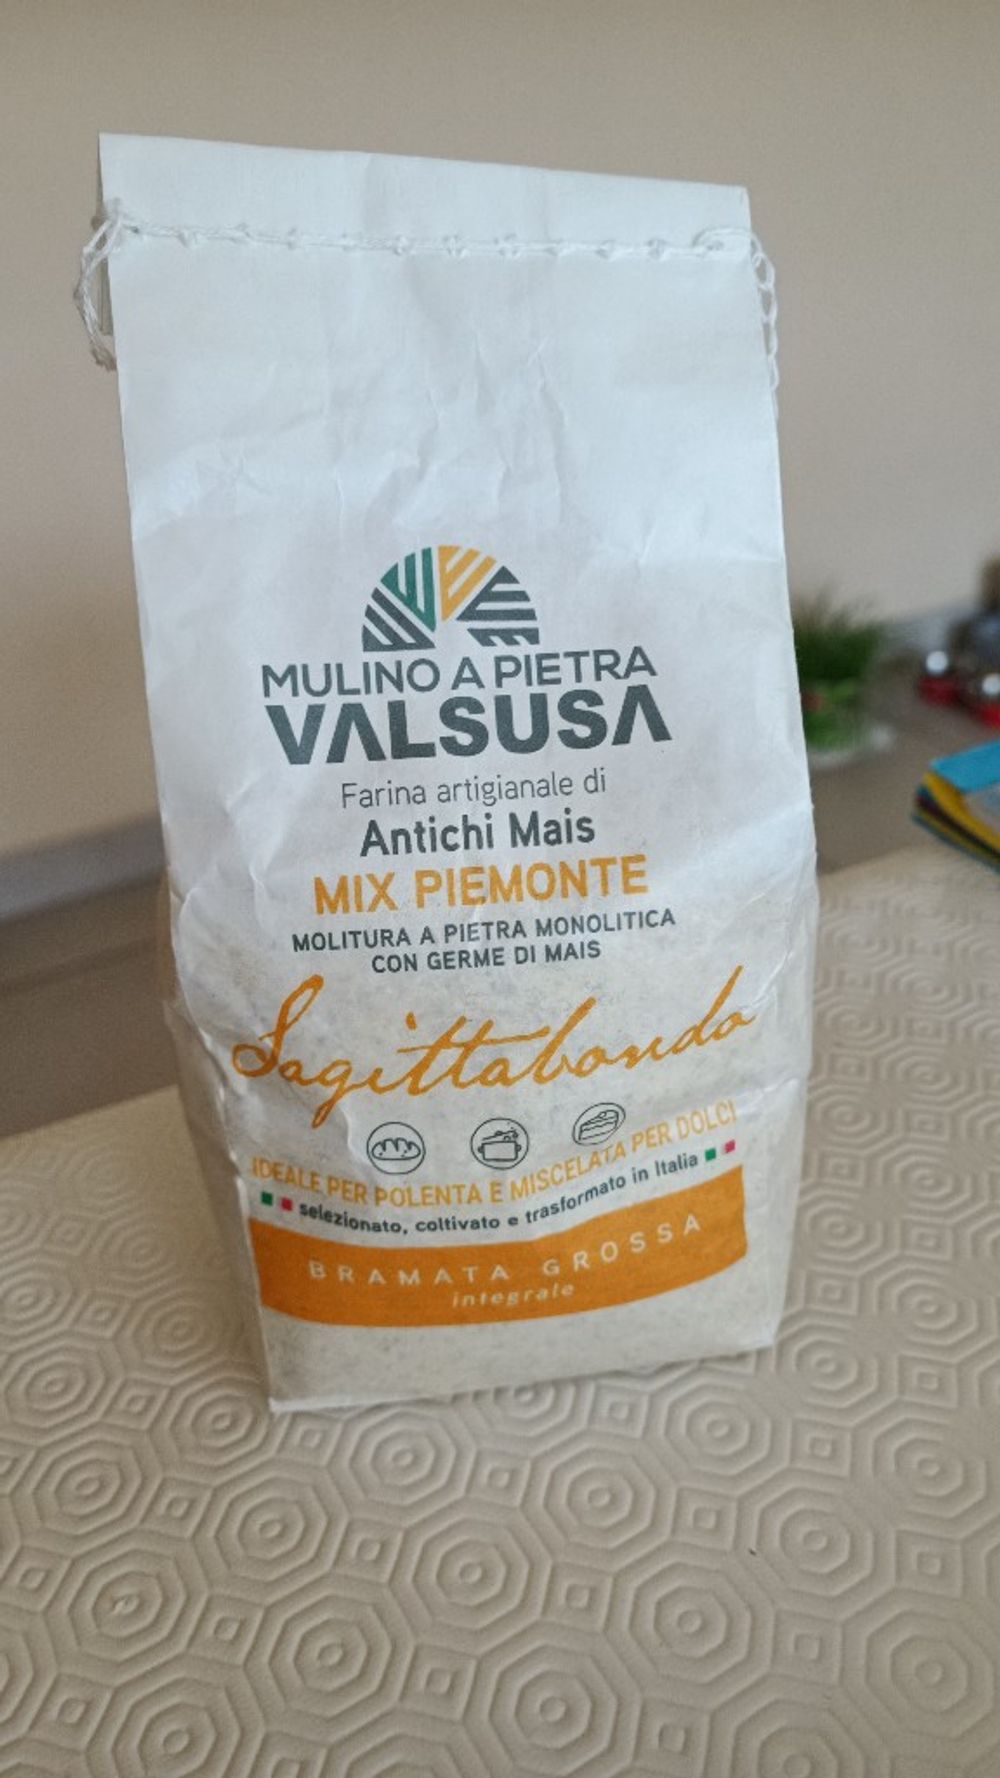 MULINO A PIETRA
VALSUSA
Farina artigianale di
Antichi Mais
MIX PIEMONTE
MOLITURA A PIETRA MONOLITICA
CON GERME DI MAIS
Sagittabondo
IDEALE PER POLENTA E MISCELATA PER DOLCI
selezionato, coltivato e trasformato in Italia
BRAMATA GROSSA
integrale